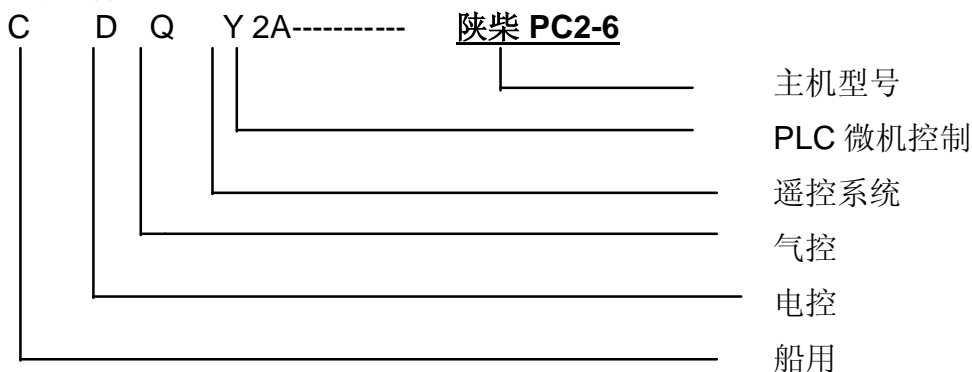 C D Q Y 2A----------- 陕柴 PC2-6
主机型号
PLC 微机控制
遥控系统
气控
电控
船用